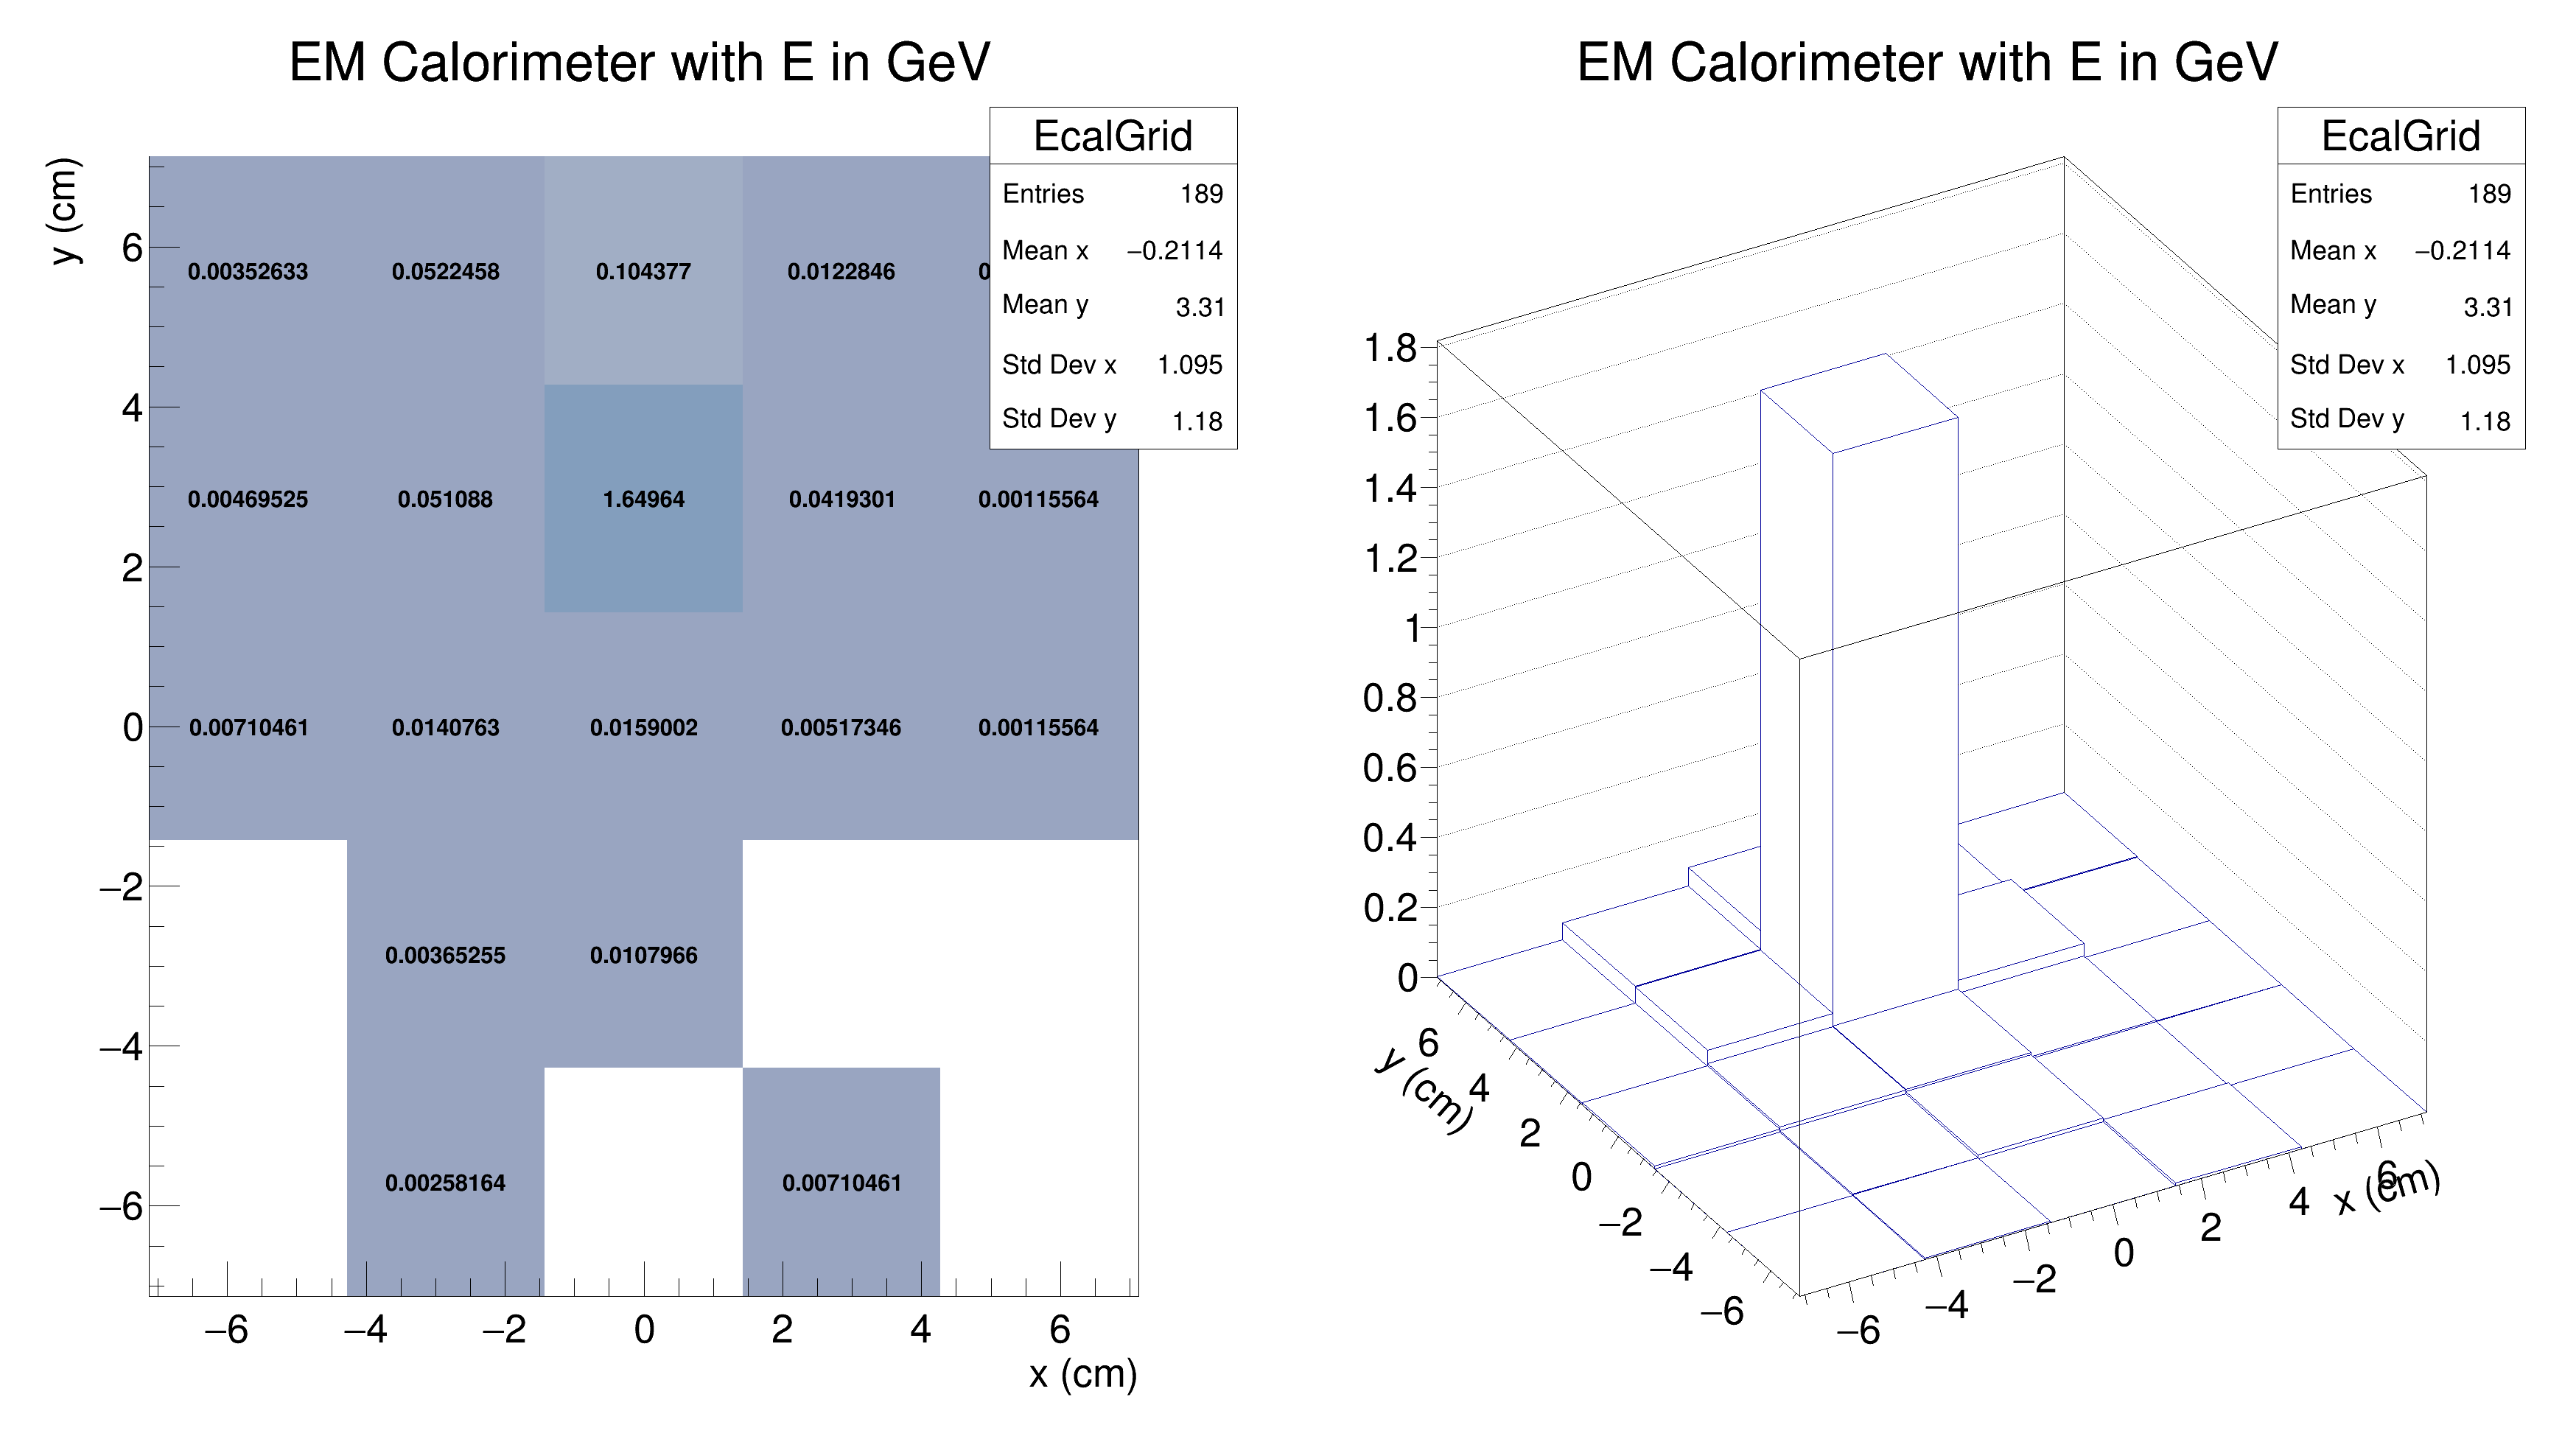 EM Calorimeter with E in GeV
EcalGrid
Entries 189
Mean x −0.2114
Mean y 3.31
Std Dev x 1.095
Std Dev y 1.18
y (cm)
6
4
2
0
−2
−4
−6
0.00352633 0.0522458 0.104377 0.0122846
0.00469525 0.051088 1.64964 0.0419301 0.00115564
0.00710461 0.0140763 0.0159002 0.00517346 0.00115564
0.00365255 0.0107966
0.00258164 0.00710461
−6 −4 −2 0 2 4 6
x (cm)
EM Calorimeter with E in GeV
EcalGrid
Entries 189
Mean x −0.2114
Mean y 3.31
Std Dev x 1.095
Std Dev y 1.18
1.8
1.6
1.4
1.2
1
0.8
0.6
0.4
0.2
0
y (cm)
6
4
2
0
−2
−4
−6
−6
−4
−2
0
2
4
6
x (cm)